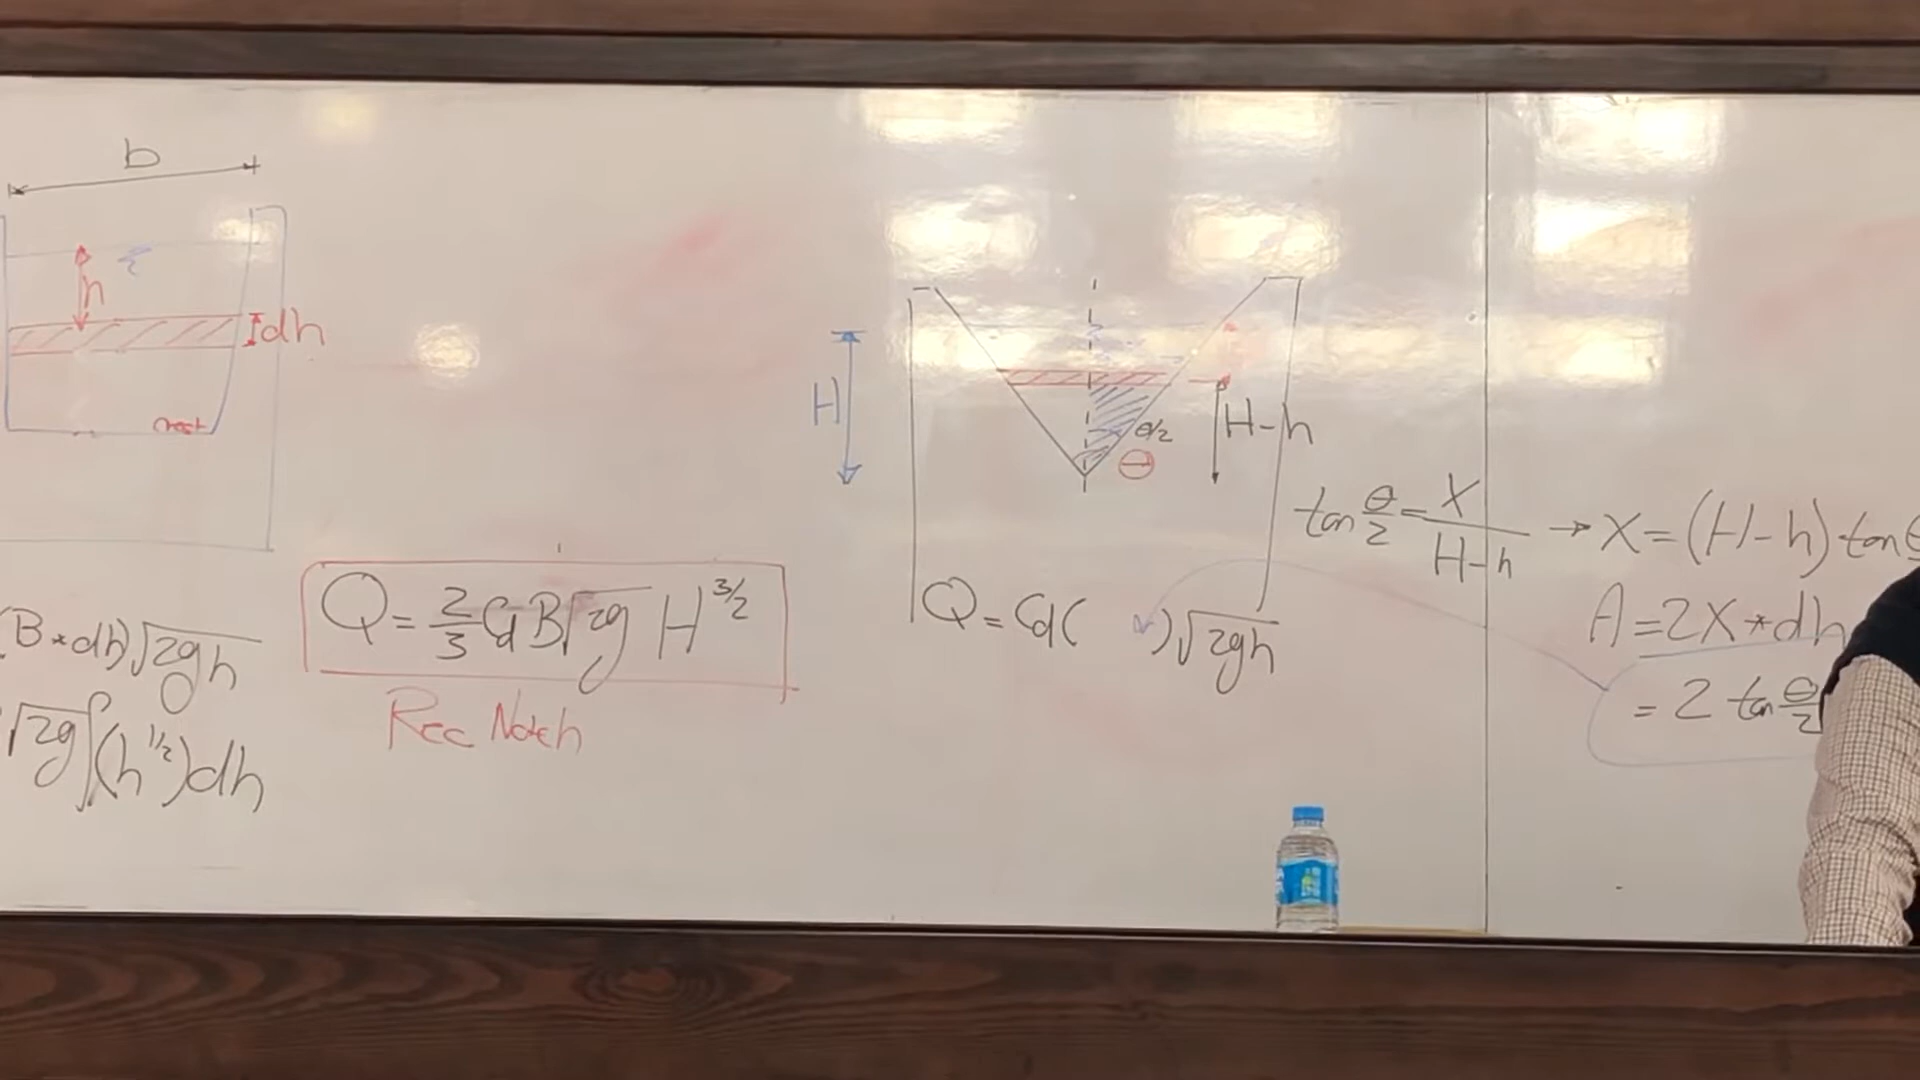 b
h
dh
crest
(B*dh)√2gh
√2g∫(h^1/2)dh
Q = 2/3 Cd B √2g H^3/2
Rec Notch
H
θ/2
θ
H-h
tan θ/2 = X/(H-h) → X = (H-h) tan θ
Q = Cd( )√2gh
A = 2X * dh
= 2 tan θ/2